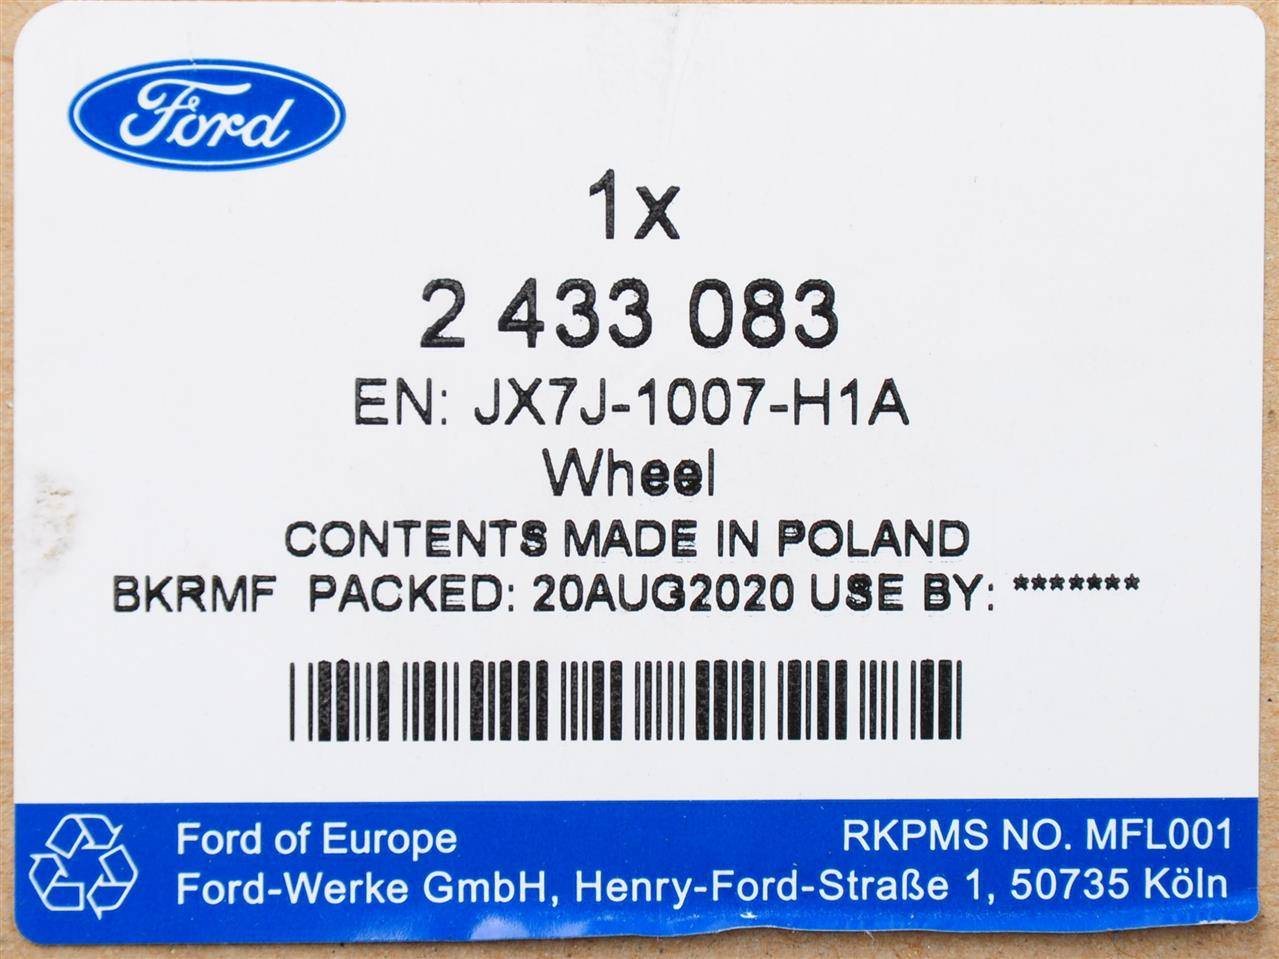 Ford
1x
2 433 083
EN: JX7J-1007-H1A
Wheel
CONTENTS MADE IN POLAND
BKRMF PACKED: 20AUG2020 USE BY: *******
Ford of Europe
RKPMS NO. MFL001
Ford-Werke GmbH, Henry-Ford-Straße 1, 50735 Köln